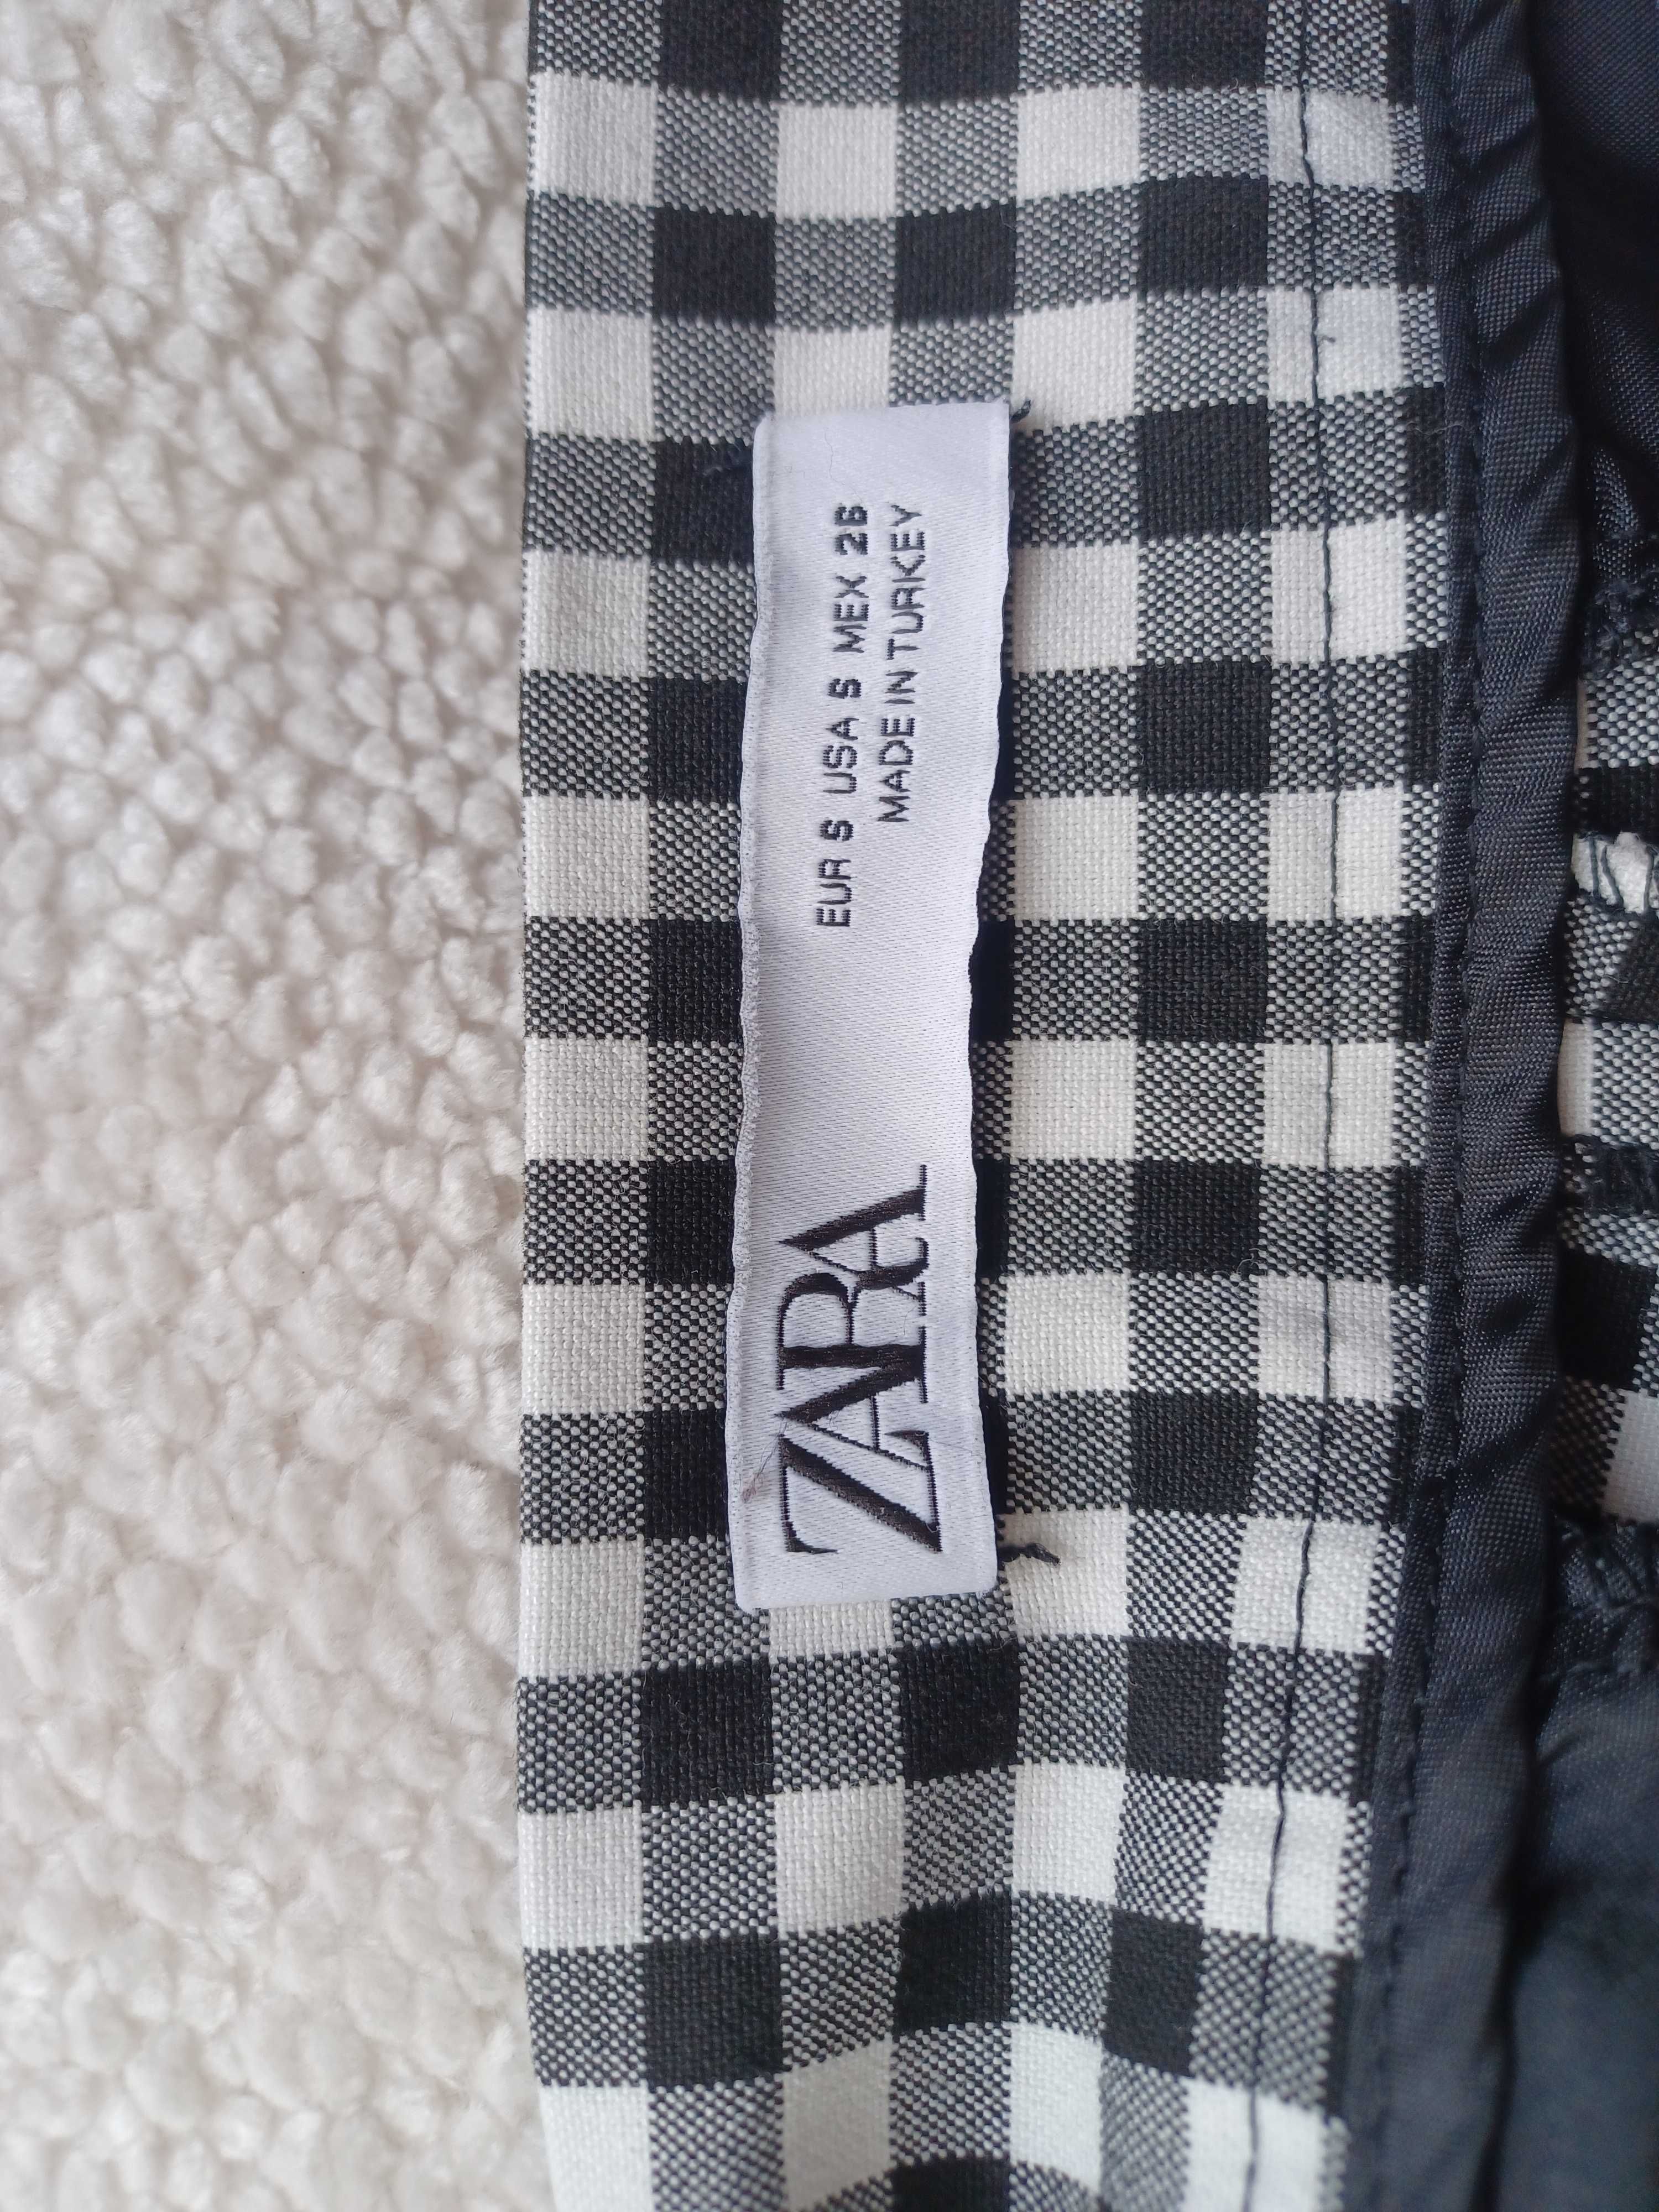 ZARA
EUR S USA S MEX 26
MADE IN TURKEY